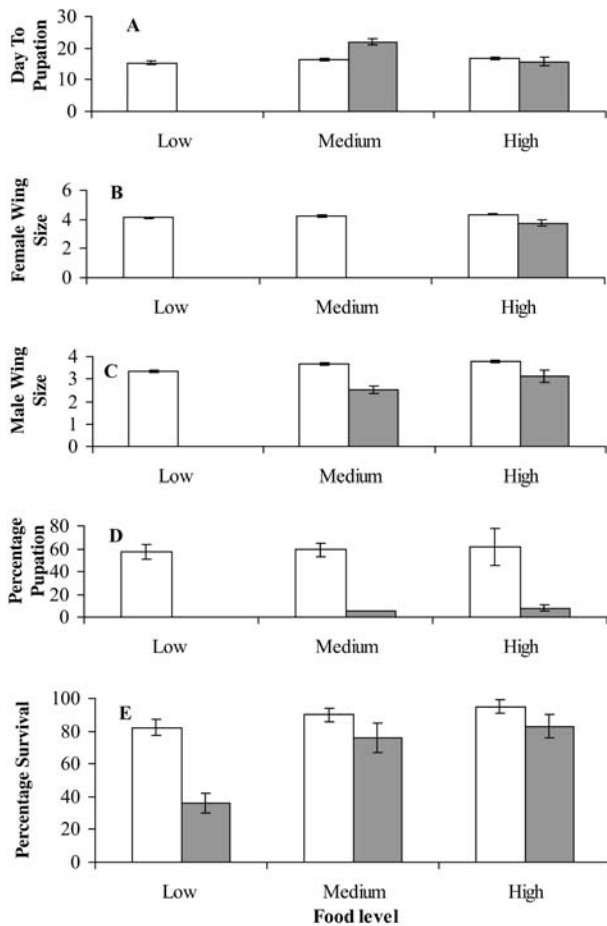 A
Day To
Pupation
30
20
10
0
Low Medium High
B
Female Wing
Size
6
4
2
0
Low Medium High
C
Male Wing
Size
4
3
2
1
0
Low Medium High
D
Percentage
Pupation
80
60
40
20
0
Low Medium High
E
Percentage Survival
100
80
60
40
20
0
Low Medium High
Food level